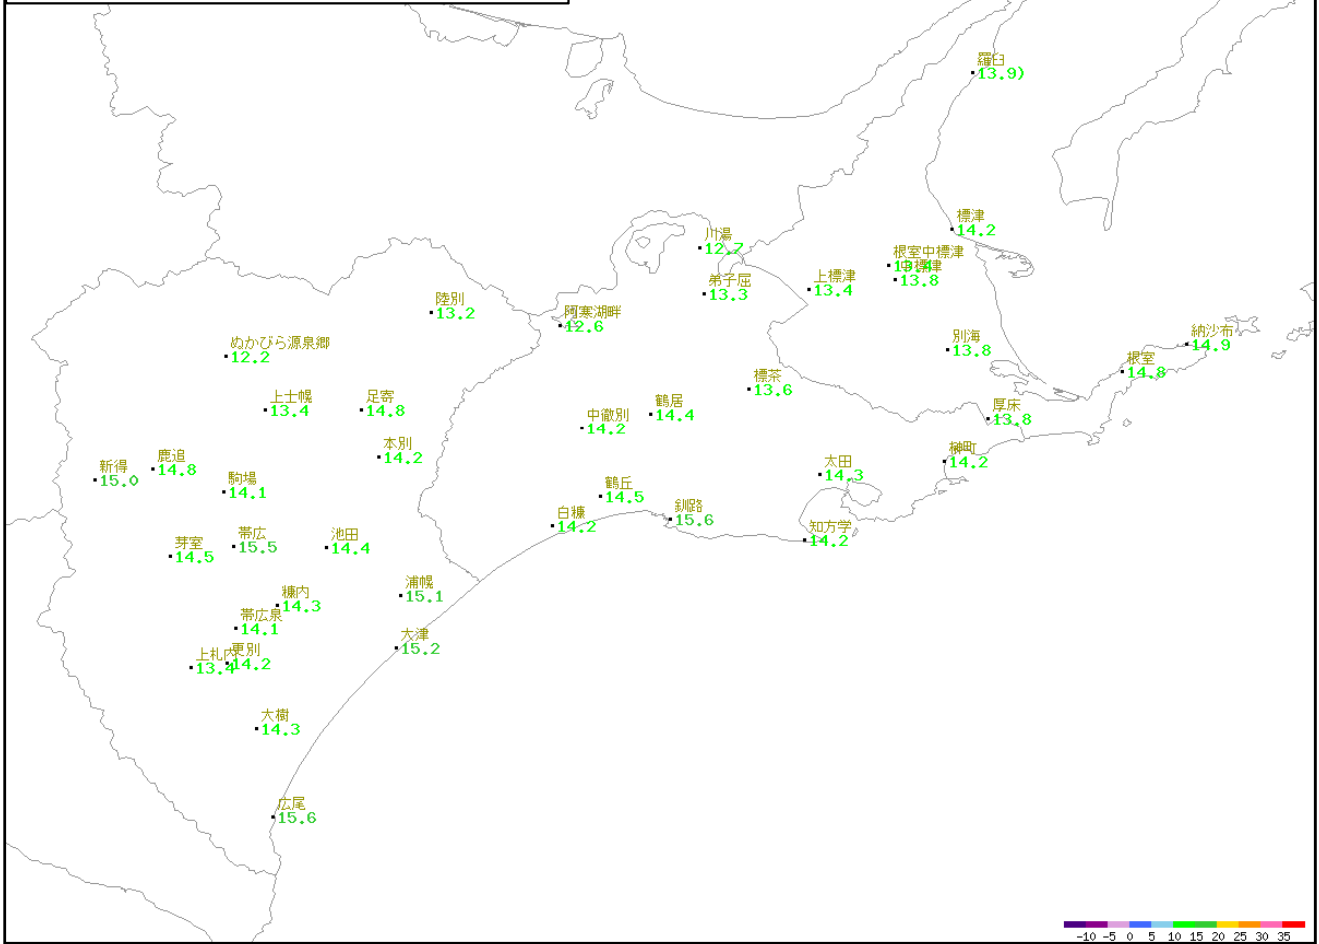 羅臼
13.9)
標津
14.2
川湯
12.7
根室中標津
中標津
13.8
弟子屈
13.3
上標津
13.4
陸別
13.2
阿寒湖畔
12.6
ぬかびら源泉郷
12.2
別海
13.8
納沙布
14.9
根室
14.8
標茶
13.6
上士幌
13.4
足寄
14.8
鶴居
14.4
中徹別
14.2
厚床
13.8
本別
14.2
榊町
14.2
鹿追
14.8
新得
15.0
太田
14.3
駒場
14.1
鶴丘
14.5
白糠
14.2
釧路
15.6
知方学
14.2
帯広
15.5
池田
14.4
芽室
14.5
浦幌
15.1
糠内
14.3
帯広泉
14.1
大津
15.2
更別
14.2
上札内
13.4
大樹
14.3
広尾
15.6
-10 -5 0 5 10 15 20 25 30 35